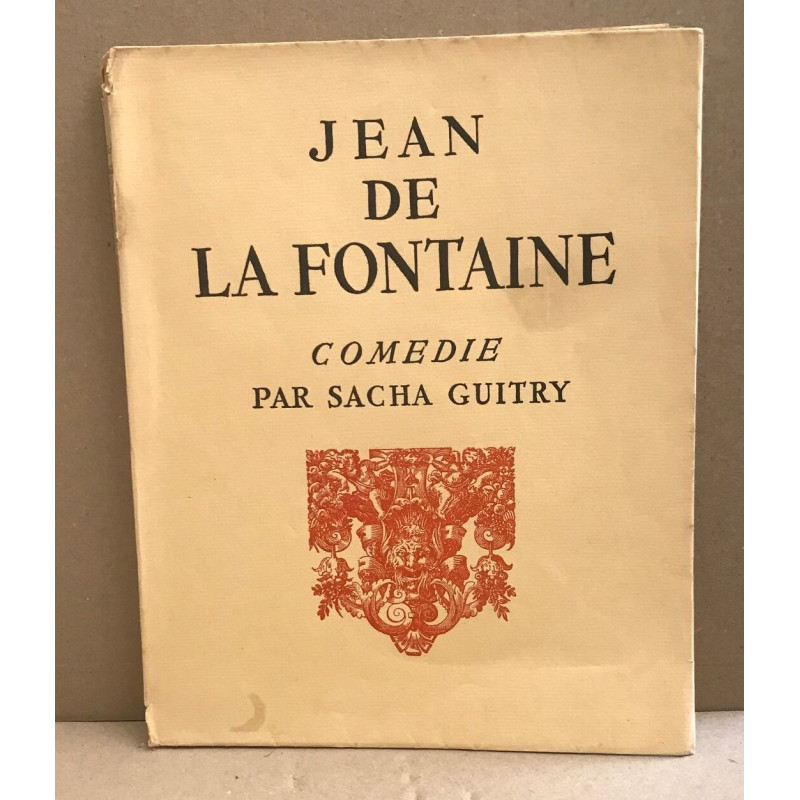 JEAN
DE
LA FONTAINE
COMEDIE
PAR SACHA GUITRY